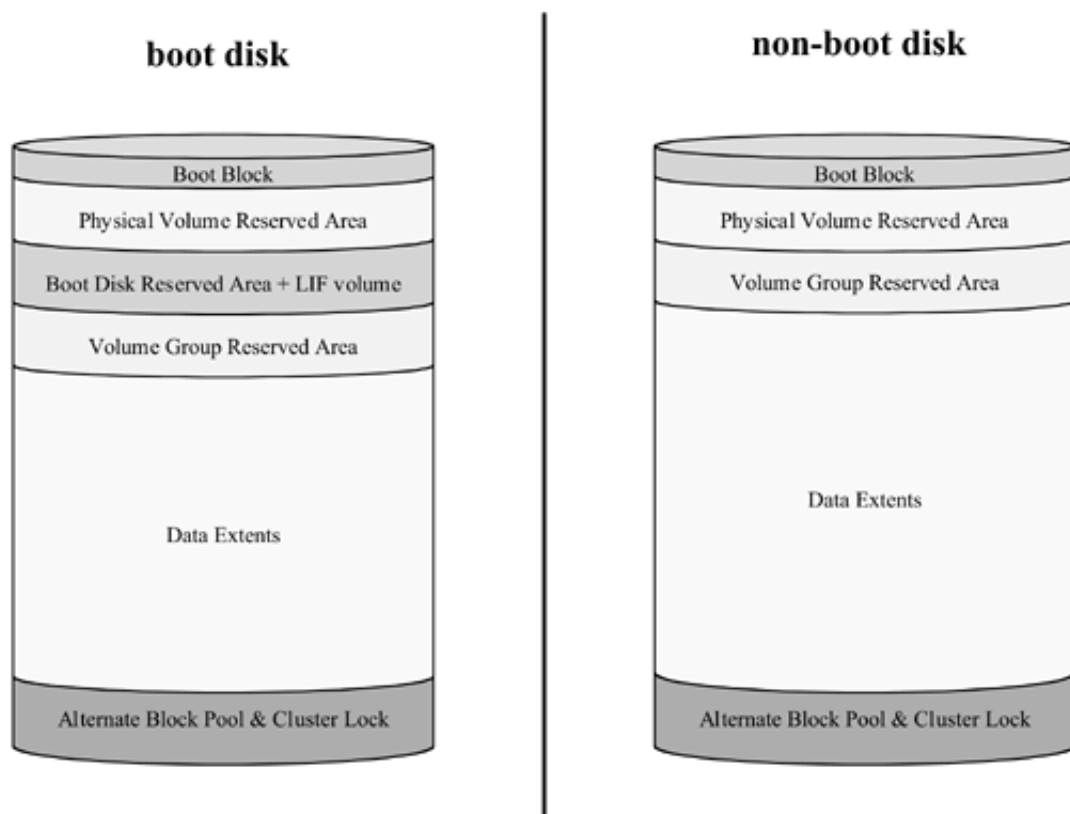 boot disk
Boot Block
Physical Volume Reserved Area
Boot Disk Reserved Area + LIF volume
Volume Group Reserved Area
Data Extents
Alternate Block Pool & Cluster Lock
non-boot disk
Boot Block
Physical Volume Reserved Area
Volume Group Reserved Area
Data Extents
Alternate Block Pool & Cluster Lock